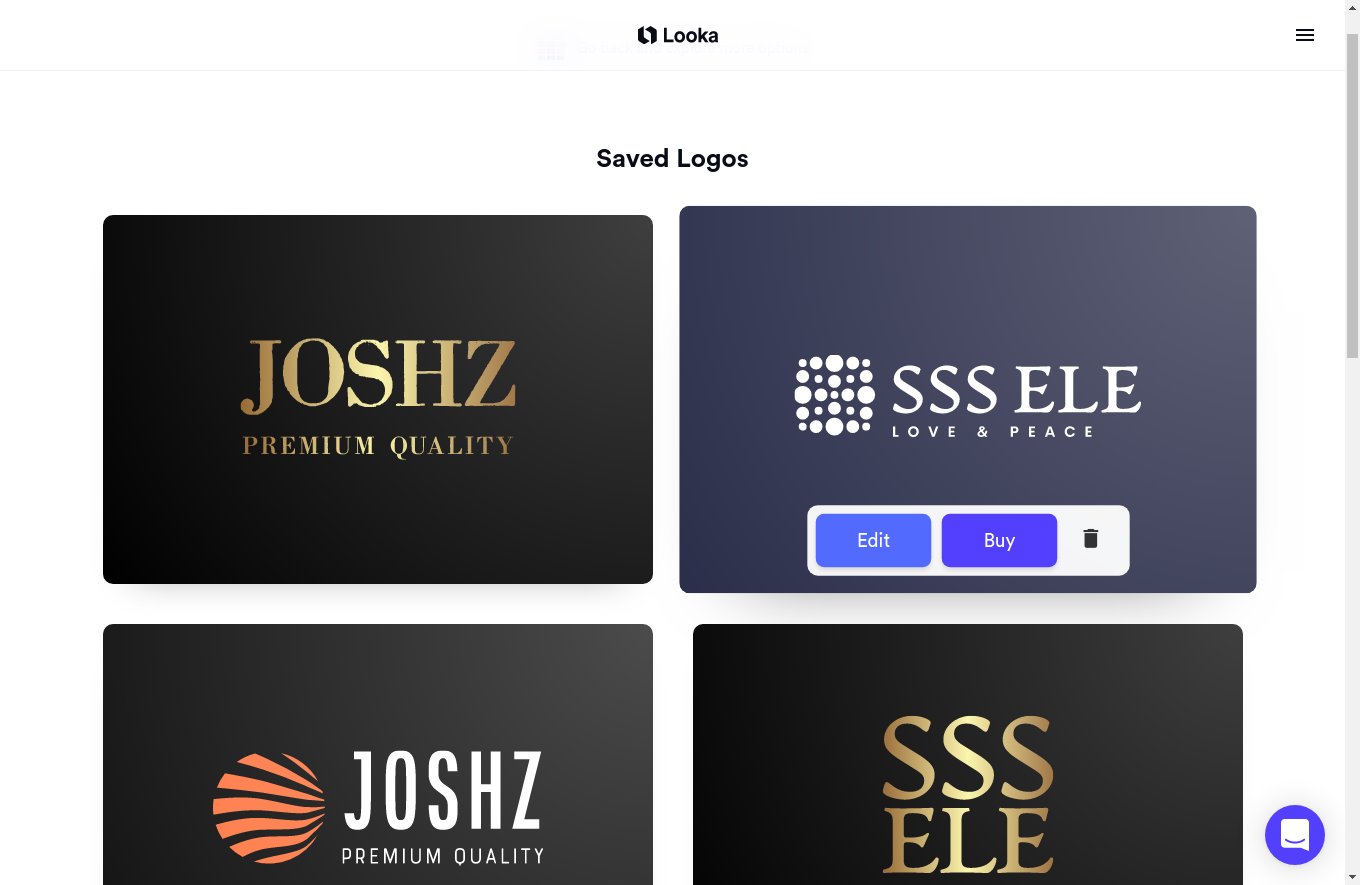 Looka
Saved Logos
JOSHZ
PREMIUM QUALITY
SSS ELE
LOVE & PEACE
Edit
Buy
JOSHZ
PREMIUM QUALITY
SSS
ELE